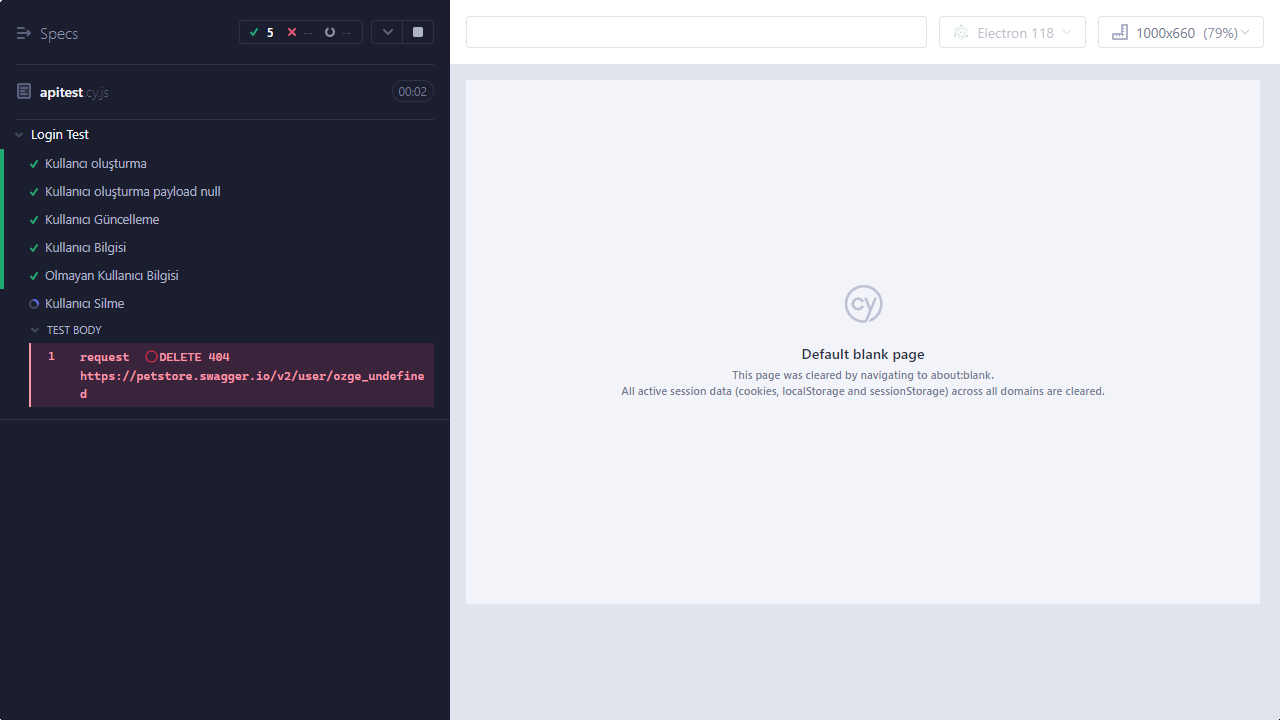 Specs
5
--
--
apitest.cy.js
00:02
Login Test
Kullancı oluşturma
Kullanıcı oluşturma payload null
Kullanıcı Güncelleme
Kullanıcı Bilgisi
Olmayan Kullanıcı Bilgisi
Kullanıcı Silme
TEST BODY
1 request DELETE 404
https://petstore.swagger.io/v2/user/ozge_undefine
d
Electron 118
1000x660 (79%)
cy
Default blank page
This page was cleared by navigating to about:blank.
All active session data (cookies, localStorage and sessionStorage) across all domains are cleared.